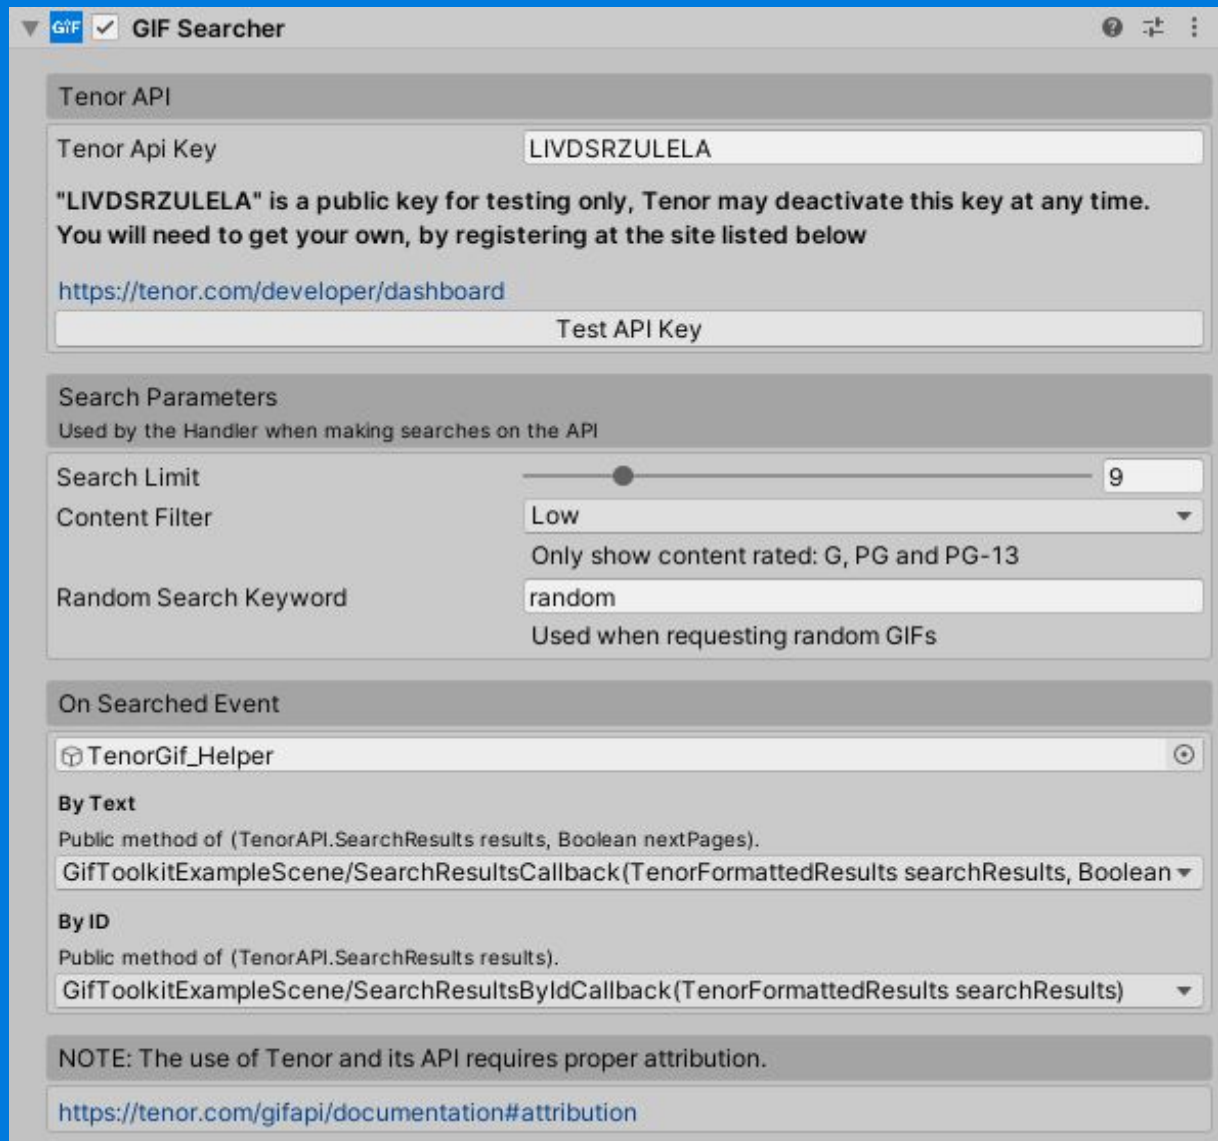 GIF GIF Searcher
Tenor API
Tenor Api Key LIVDSRZULELA
"LIVDSRZULELA" is a public key for testing only, Tenor may deactivate this key at any time.
You will need to get your own, by registering at the site listed below
https://tenor.com/developer/dashboard
Test API Key
Search Parameters
Used by the Handler when making searches on the API
Search Limit 9
Content Filter Low
Only show content rated: G, PG and PG-13
Random Search Keyword random
Used when requesting random GIFs
On Searched Event
TenorGif_Helper
By Text
Public method of (TenorAPI.SearchResults results, Boolean nextPages).
GifToolkitExampleScene/SearchResultsCallback(TenorFormattedResults searchResults, Boolean
By ID
Public method of (TenorAPI.SearchResults results).
GifToolkitExampleScene/SearchResultsByIdCallback(TenorFormattedResults searchResults)
NOTE: The use of Tenor and its API requires proper attribution.
https://tenor.com/gifapi/documentation#attribution